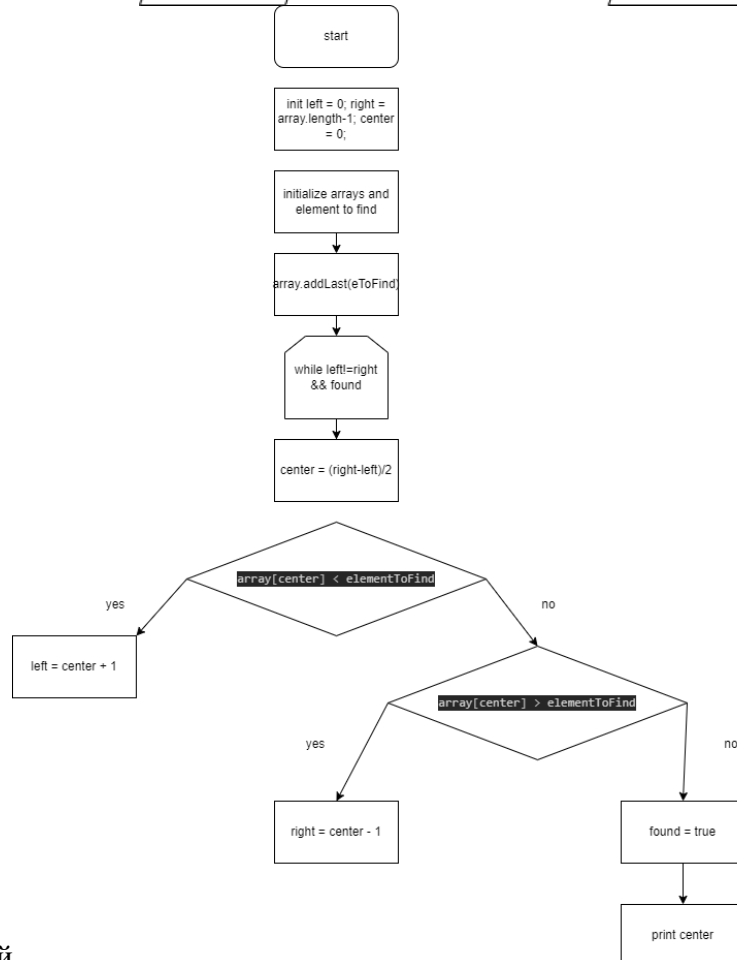 start
init left = 0; right =
array.length-1; center
= 0;
initialize arrays and
element to find
array.addLast(eToFind)
while left!=right
&& found
center = (right-left)/2
array[center] < elementToFind
yes
no
left = center + 1
array[center] > elementToFind
yes
no
right = center - 1
found = true
print center
й